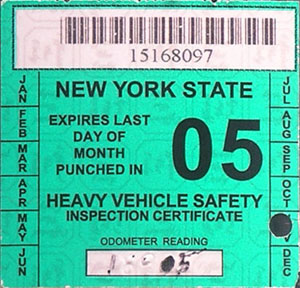 15168097
NEW YORK STATE
EXPIRES LAST
DAY OF
MONTH
PUNCHED IN
05
HEAVY VEHICLE SAFETY
INSPECTION CERTIFICATE
ODOMETER READING
JAN
FEB
MAR
APR
MAY
JUN
JUL
AUG
SEP
OCT
DEC